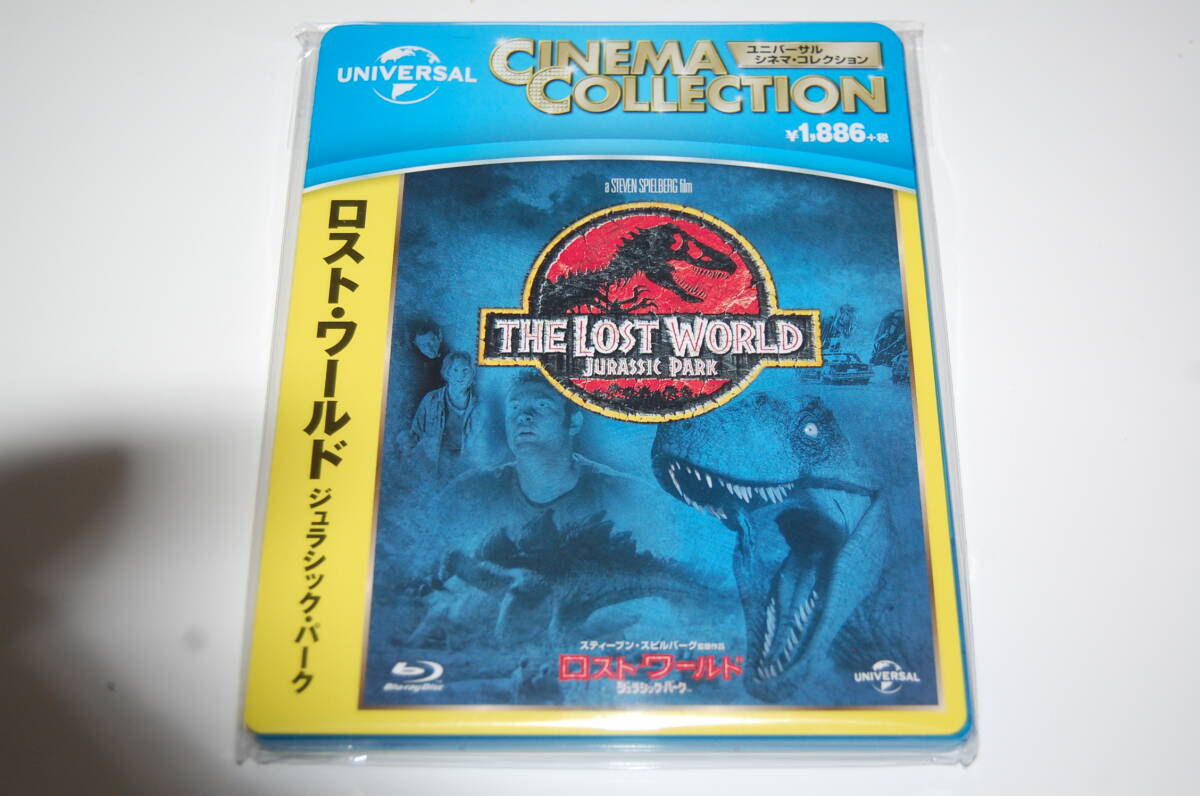 UNIVERSAL
CINEMA
COLLECTION
ユニバーサル
シネマ・コレクション
¥1,886+税
ロスト・ワールド
ジュラシック・パーク
a STEVEN SPIELBERG film
THE LOST WORLD
JURASSIC PARK
スティーブン・スピルバーグ監督作品
ロスト・ワールド
ジュラシック・パーク
Blu-ray Disc
UNIVERSAL